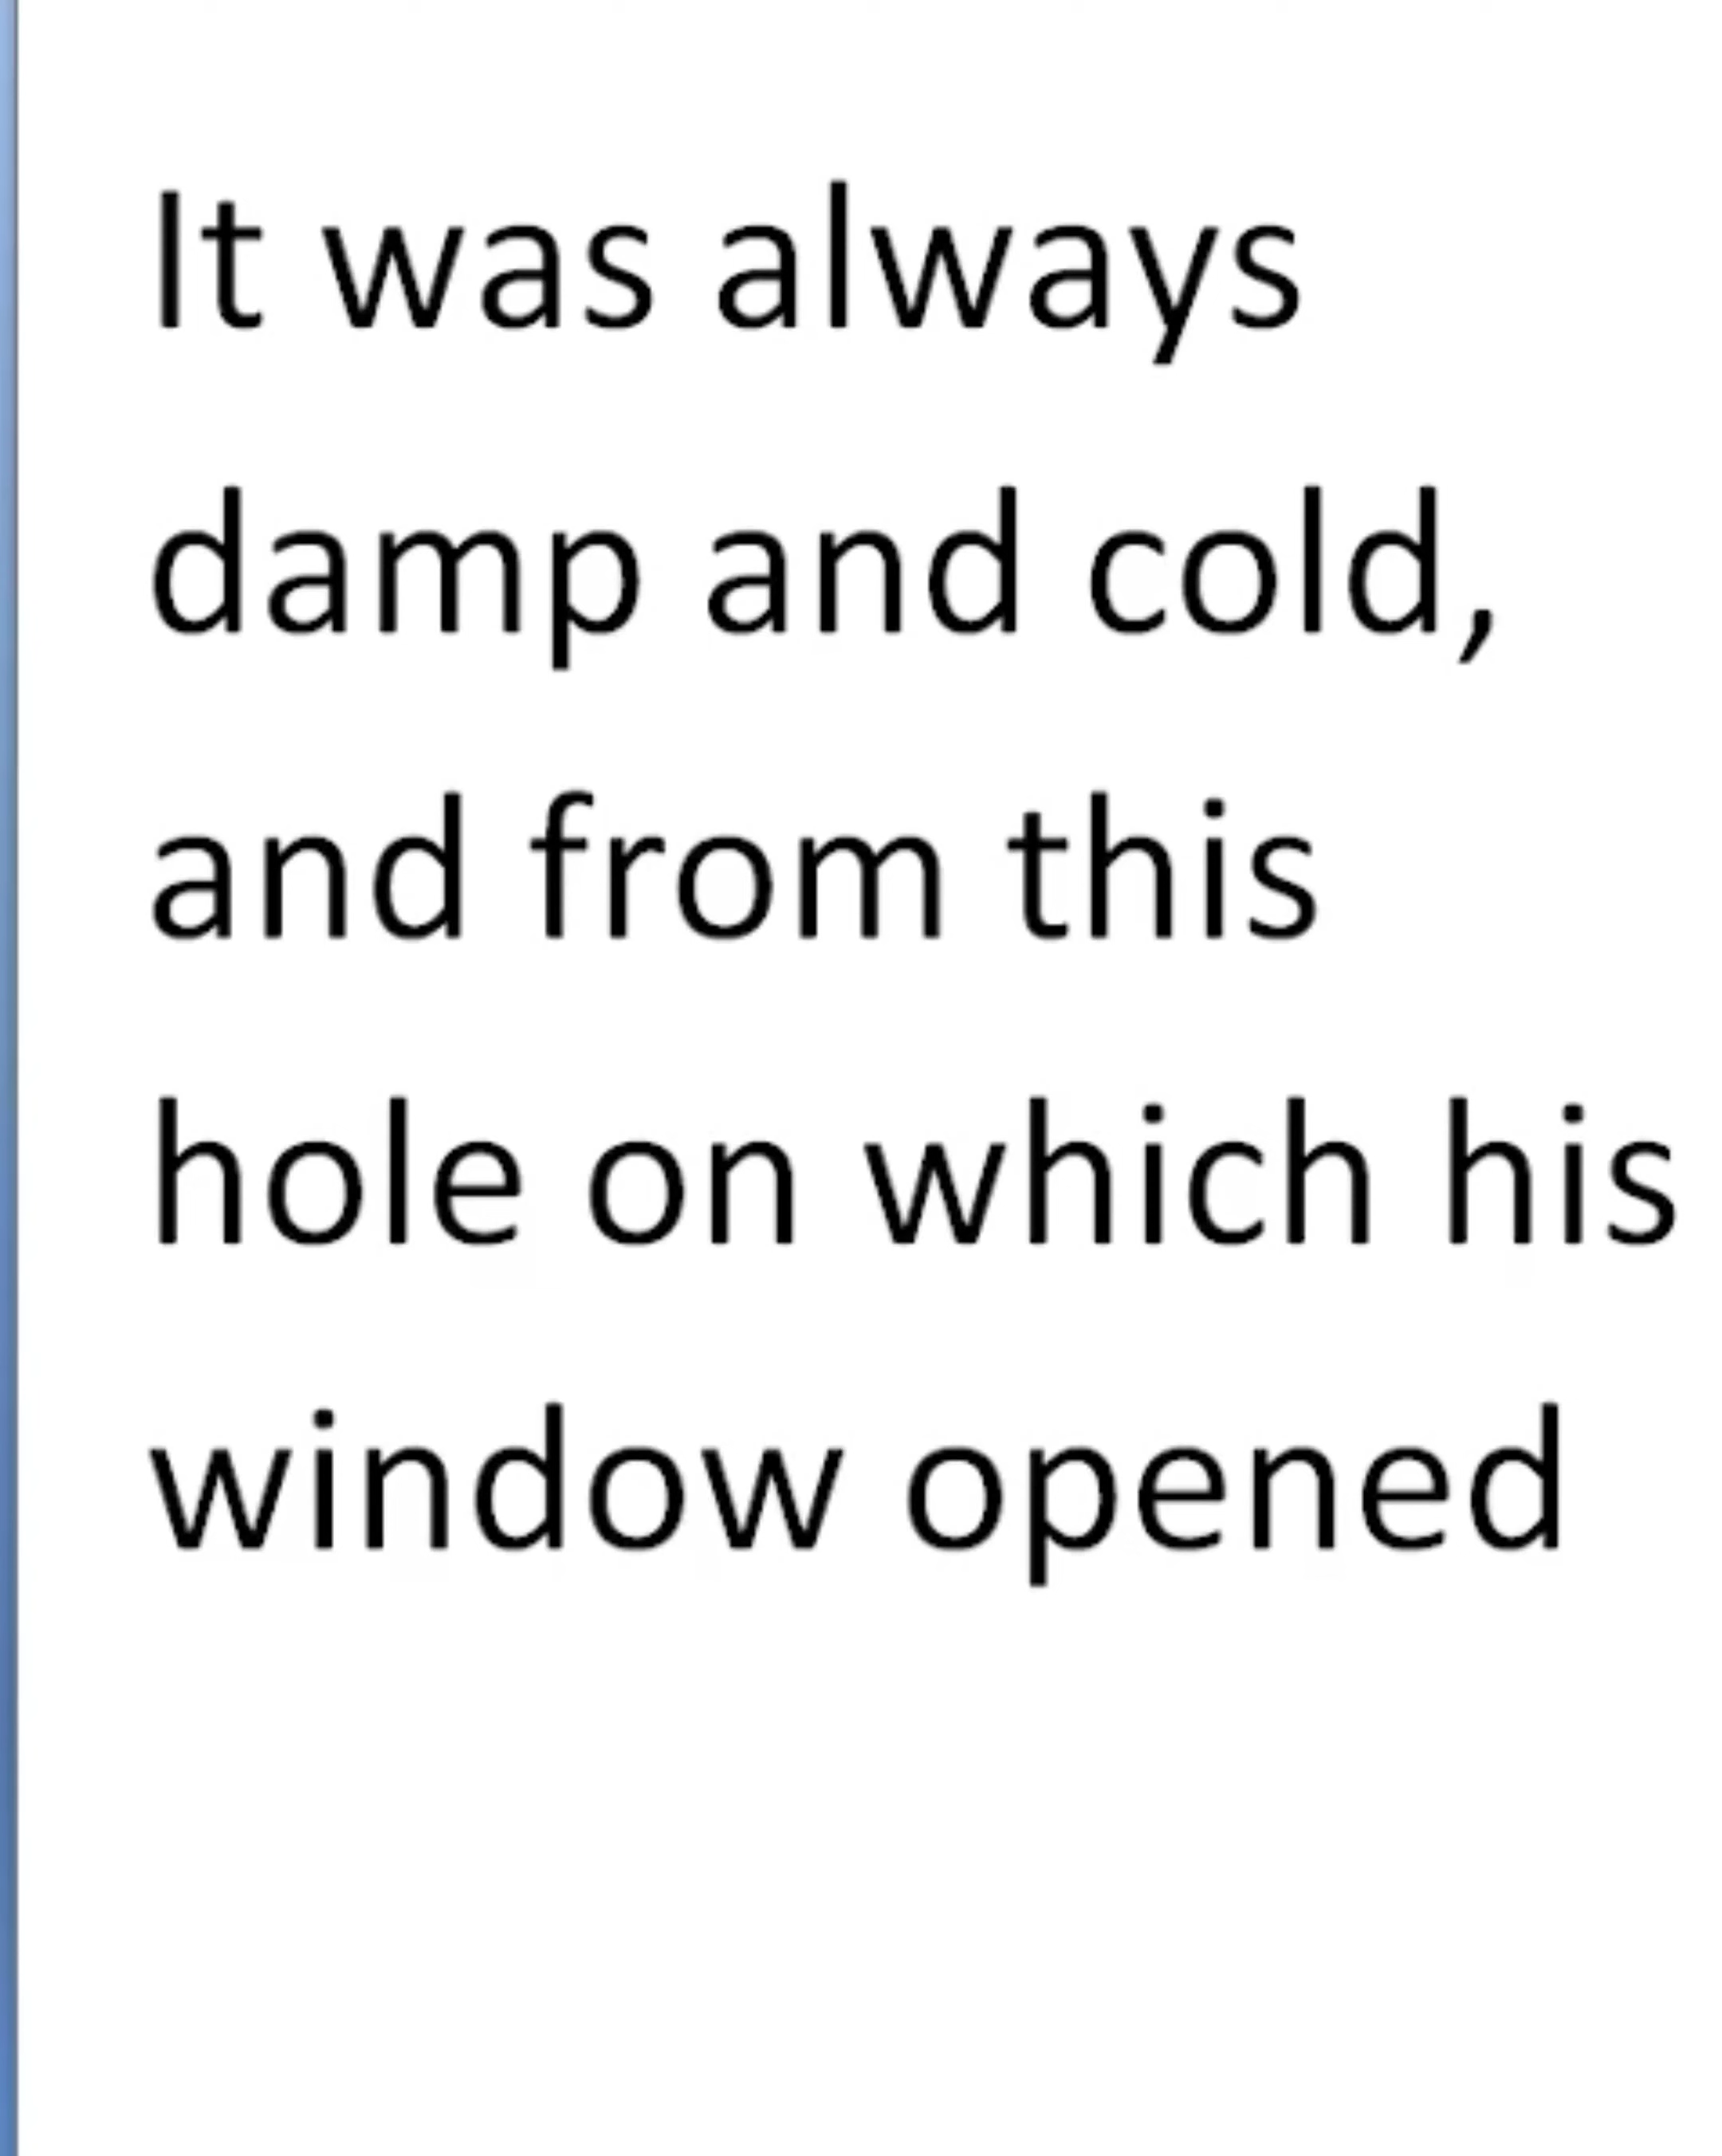 It was always
damp and cold,
and from this
hole on which his
window opened